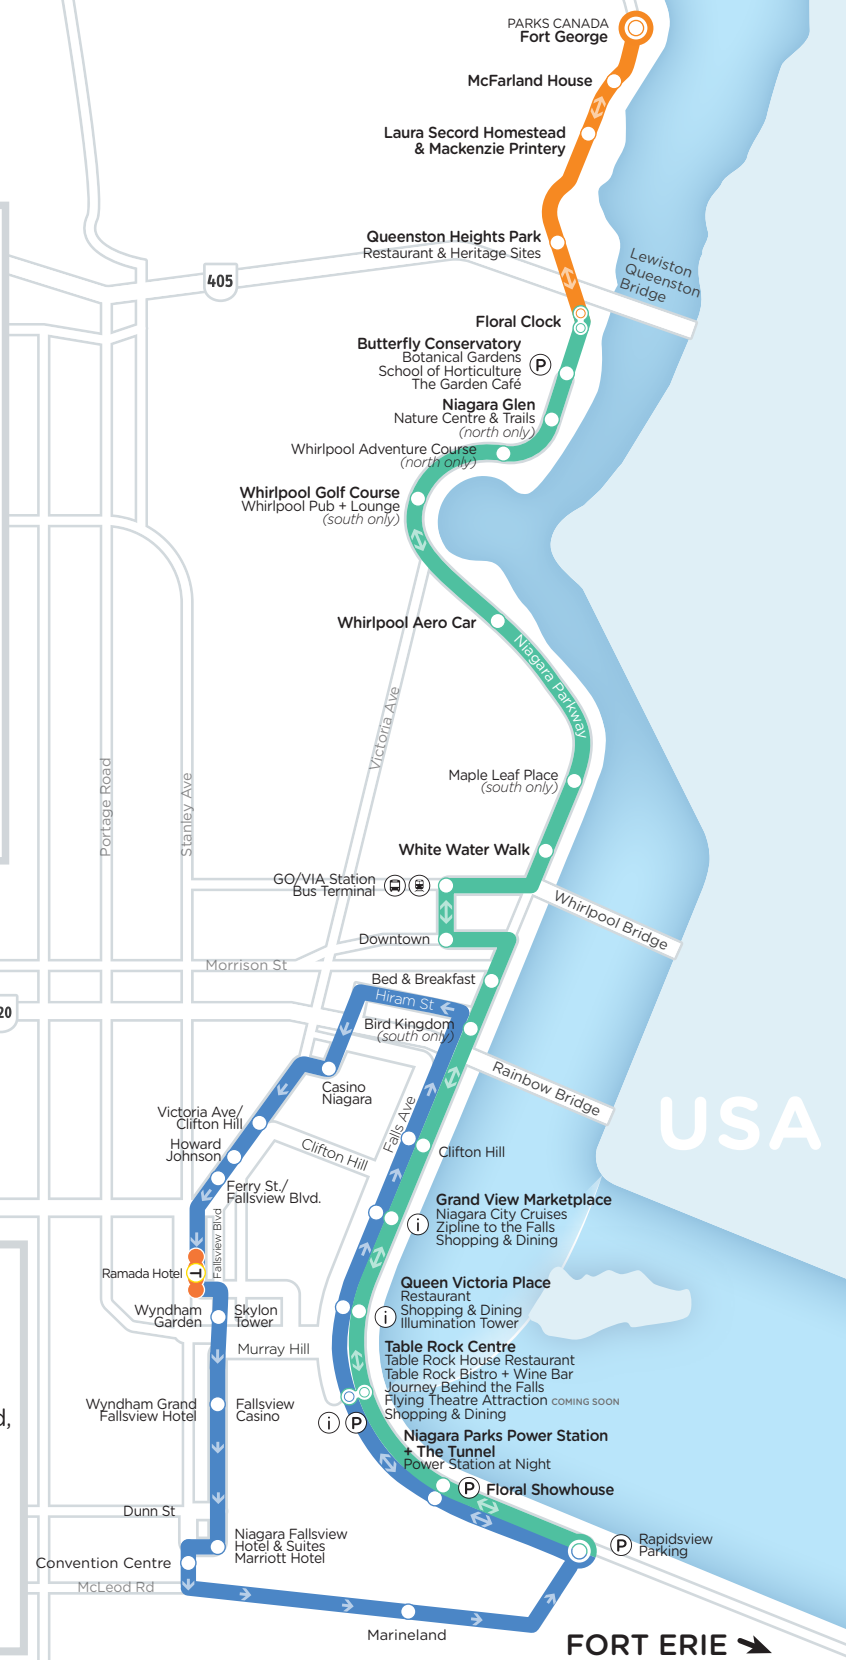 PARKS CANADA
Fort George
McFarland House
Laura Secord Homestead
& Mackenzie Printery
Queenston Heights Park
Restaurant & Heritage Sites
Lewiston
Queenston
Bridge
405
Floral Clock
Butterfly Conservatory
Botanical Gardens
School of Horticulture
The Garden Café
P
Niagara Glen
Nature Centre & Trails
(north only)
Whirlpool Adventure Course
(north only)
Whirlpool Golf Course
Whirlpool Pub + Lounge
(south only)
Whirlpool Aero Car
Niagara Parkway
Victoria Ave
Portage Road
Stanley Ave
Maple Leaf Place
(south only)
White Water Walk
GO/VIA Station
Bus Terminal
Whirlpool Bridge
Downtown
Morrison St
Bed & Breakfast
Hiram St
20
Bird Kingdom
(south only)
Rainbow Bridge
Casino
Niagara
USA
Victoria Ave/
Clifton Hill
Falls Ave
Clifton Hill
Clifton Hill
Howard
Johnson
Ferry St./
Fallsview Blvd.
Fallsview Blvd
Grand View Marketplace
Niagara City Cruises
Zipline to the Falls
Shopping & Dining
i
Ramada Hotel
T
Queen Victoria Place
Restaurant
Shopping & Dining
Illumination Tower
i
Wyndham
Garden
Skylon
Tower
Murray Hill
Table Rock Centre
Table Rock House Restaurant
Table Rock Bistro + Wine Bar
Journey Behind the Falls
Flying Theatre Attraction COMING SOON
Shopping & Dining
i P
Wyndham Grand
Fallsview Hotel
Fallsview
Casino
d,
Niagara Parks Power Station
+ The Tunnel
Power Station at Night
P Floral Showhouse
Dunn St
Niagara Fallsview
Hotel & Suites
Marriott Hotel
P Rapidsview
Parking
Convention Centre
McLeod Rd
Marineland
FORT ERIE